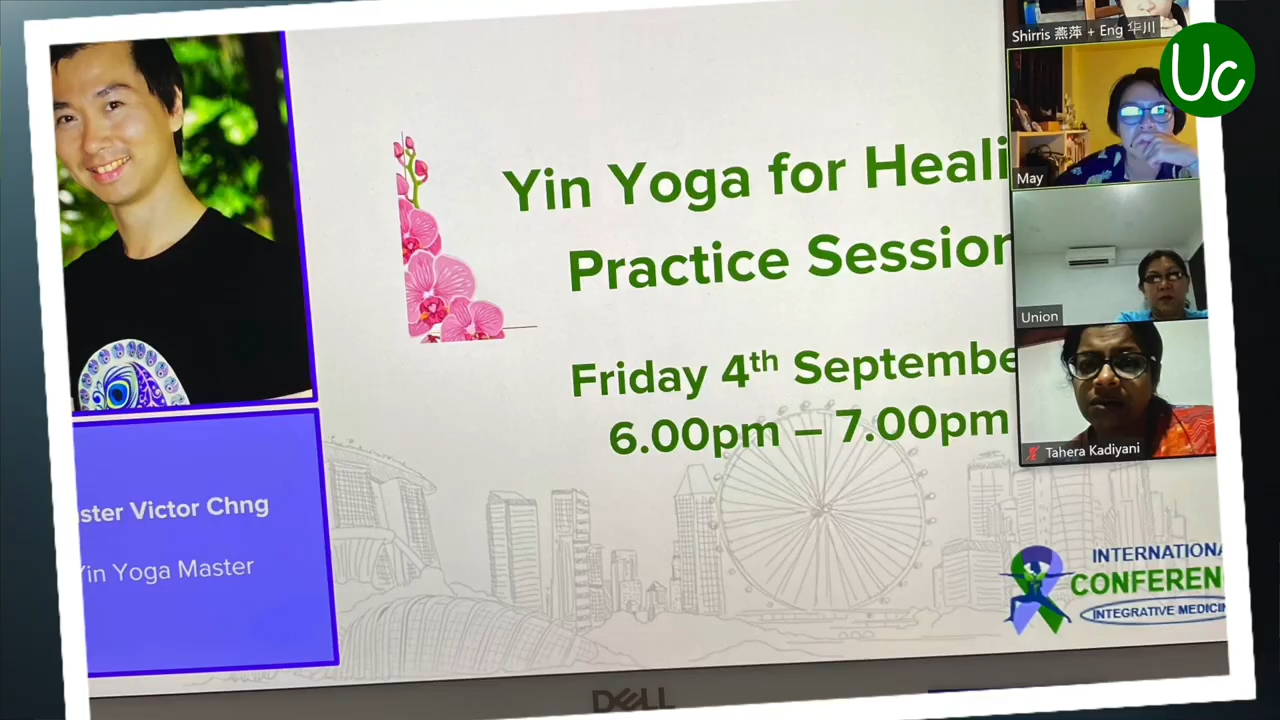 Shirris 燕萍 + Eng 华川
Uc
May
Union
Tahera Kadiyani
Yin Yoga for Heali
Practice Session
Friday 4th Septembe
6.00pm – 7.00pm
ster Victor Chng
Yin Yoga Master
INTERNATIONA
CONFEREN
INTEGRATIVE MEDICIN
DELL